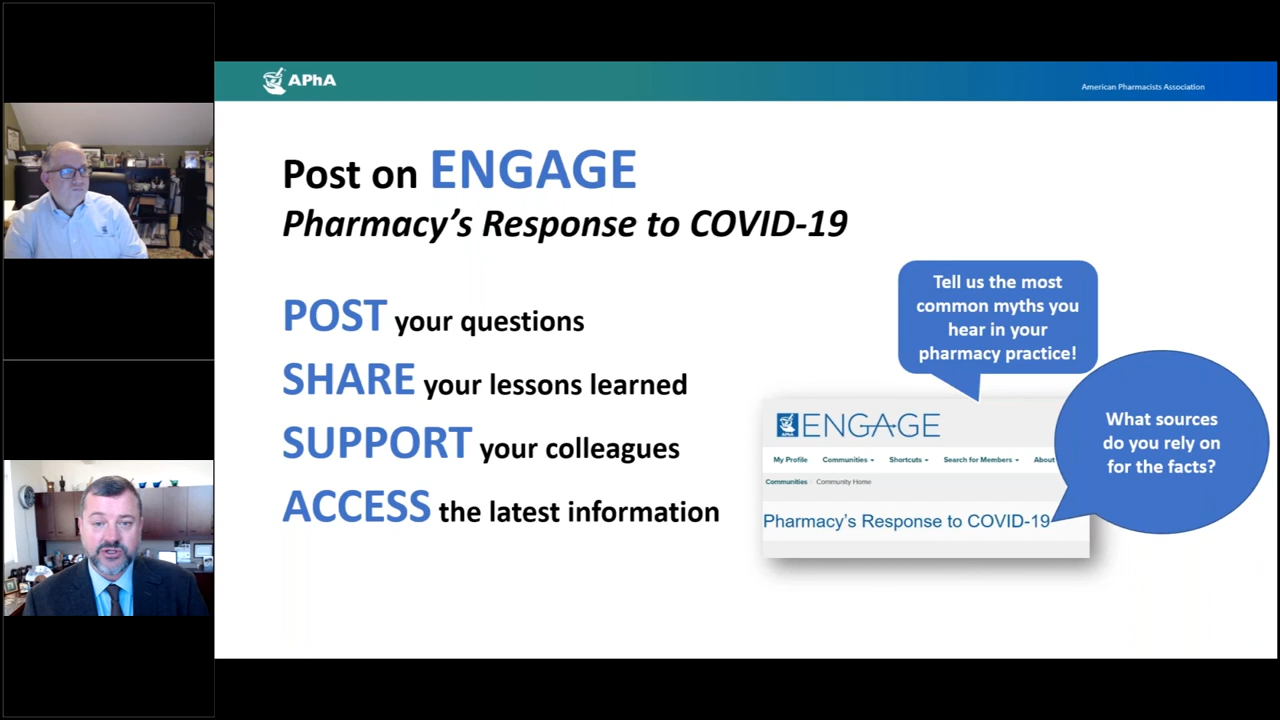 APhA
American Pharmacists Association
Post on ENGAGE
Pharmacy's Response to COVID-19
POST your questions
SHARE your lessons learned
SUPPORT your colleagues
ACCESS the latest information
Tell us the most
common myths you
hear in your
pharmacy practice!
What sources
do you rely on
for the facts?
ENGAGE
My Profile Communities Shortcuts Search for Members About
Communities Community Home
Pharmacy's Response to COVID-19